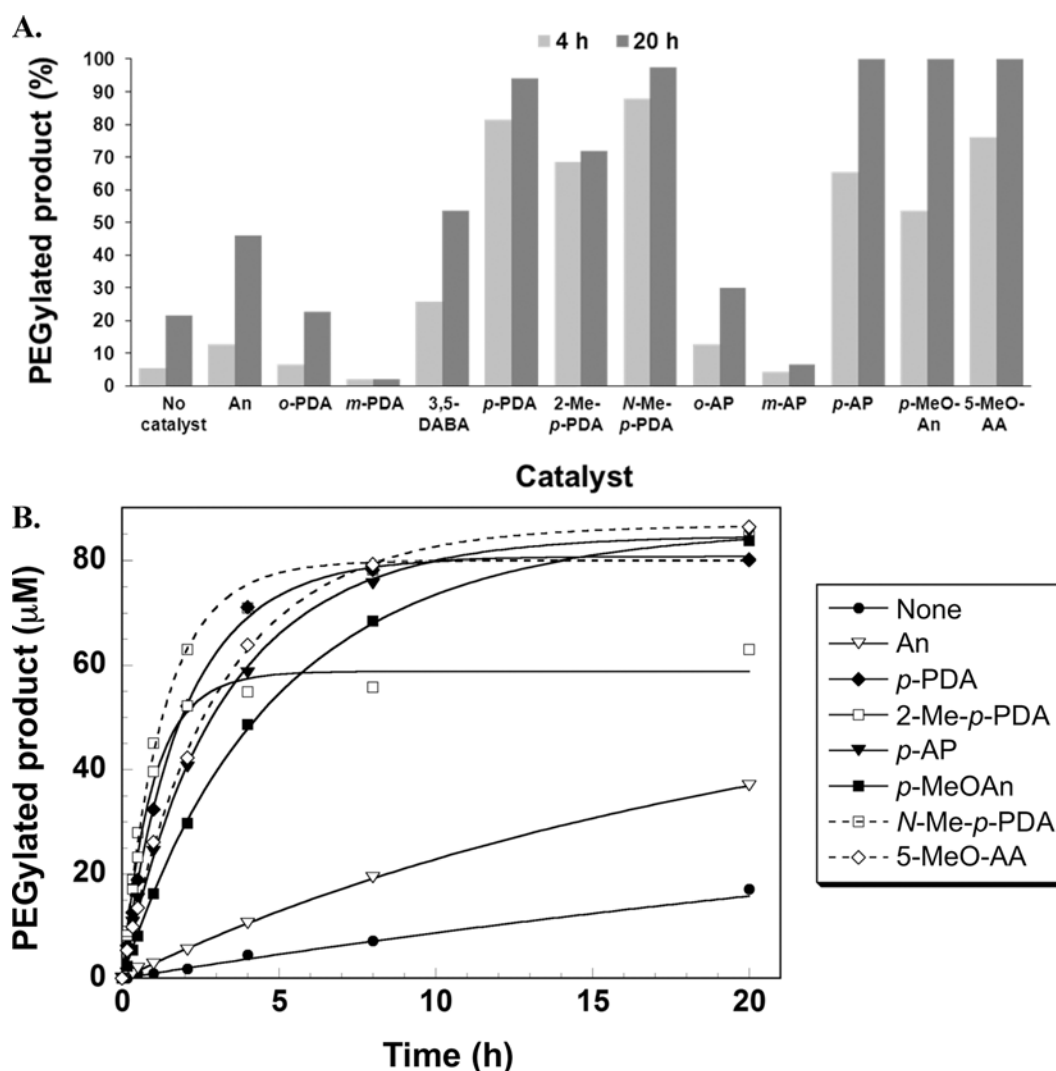 A.
4 h 20 h
PEGylated product (%)
100
90
80
70
60
50
40
30
20
10
0
No catalyst
An
o-PDA
m-PDA
3,5-DABA
p-PDA
2-Me-p-PDA
N-Me-p-PDA
o-AP
m-AP
p-AP
p-MeO-An
5-MeO-AA
Catalyst
B.
PEGylated product (μM)
80
60
40
20
0
0 5 10 15 20
Time (h)
None
An
p-PDA
2-Me-p-PDA
p-AP
p-MeOAn
N-Me-p-PDA
5-MeO-AA